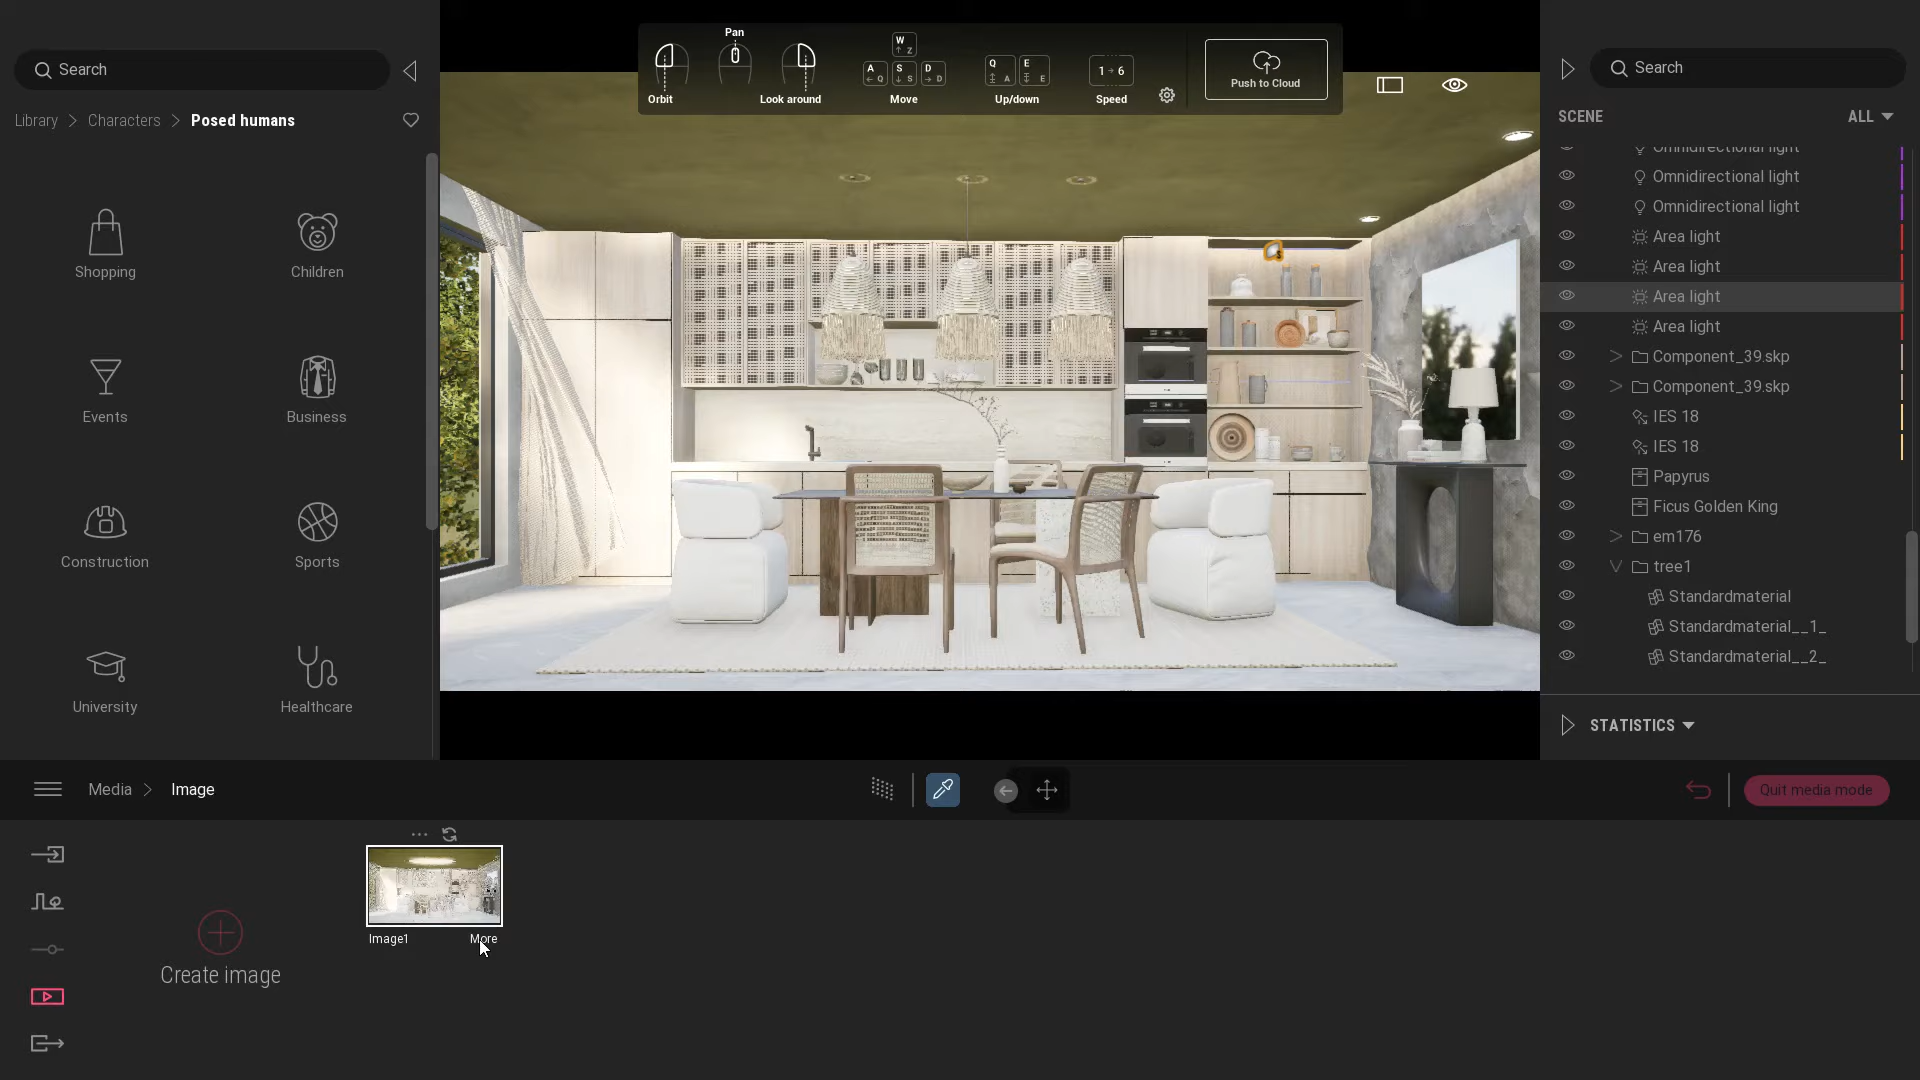 Search
Library > Characters > Posed humans
Shopping
Children
Events
Business
Construction
Sports
University
Healthcare
Orbit
Pan
Look around
W
↑ Z
A
← Q
S
↓ S
D
→ D
Move
Q
A
E
E
Up/down
1 → 6
Speed
Push to Cloud
Search
SCENE
ALL
Omnidirectional light
Omnidirectional light
Omnidirectional light
Area light
Area light
Area light
Area light
> Component_39.skp
> Component_39.skp
IES 18
IES 18
Papyrus
Ficus Golden King
> em176
tree1
Standardmaterial
Standardmaterial__1_
Standardmaterial__2_
STATISTICS
Media > Image
Quit media mode
Create image
Image1
More